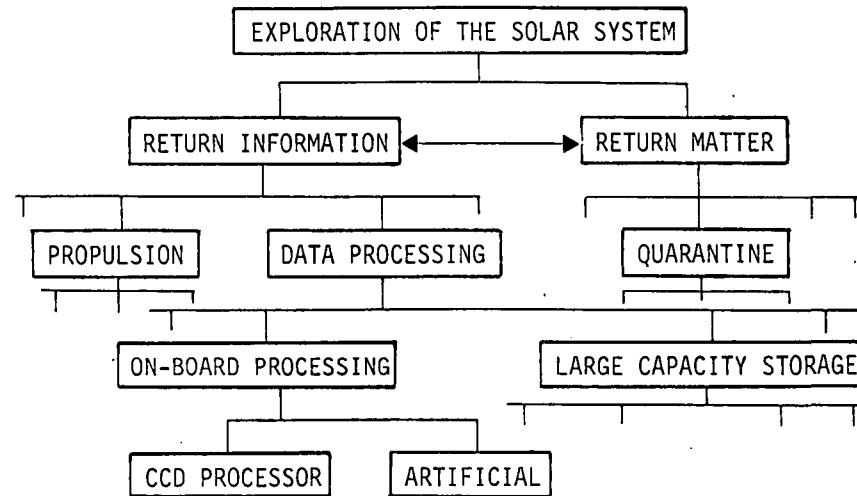 EXPLORATION OF THE SOLAR SYSTEM
RETURN INFORMATION
RETURN MATTER
PROPULSION
DATA PROCESSING
QUARANTINE
ON-BOARD PROCESSING
LARGE CAPACITY STORAGE
CCD PROCESSOR
ARTIFICIAL